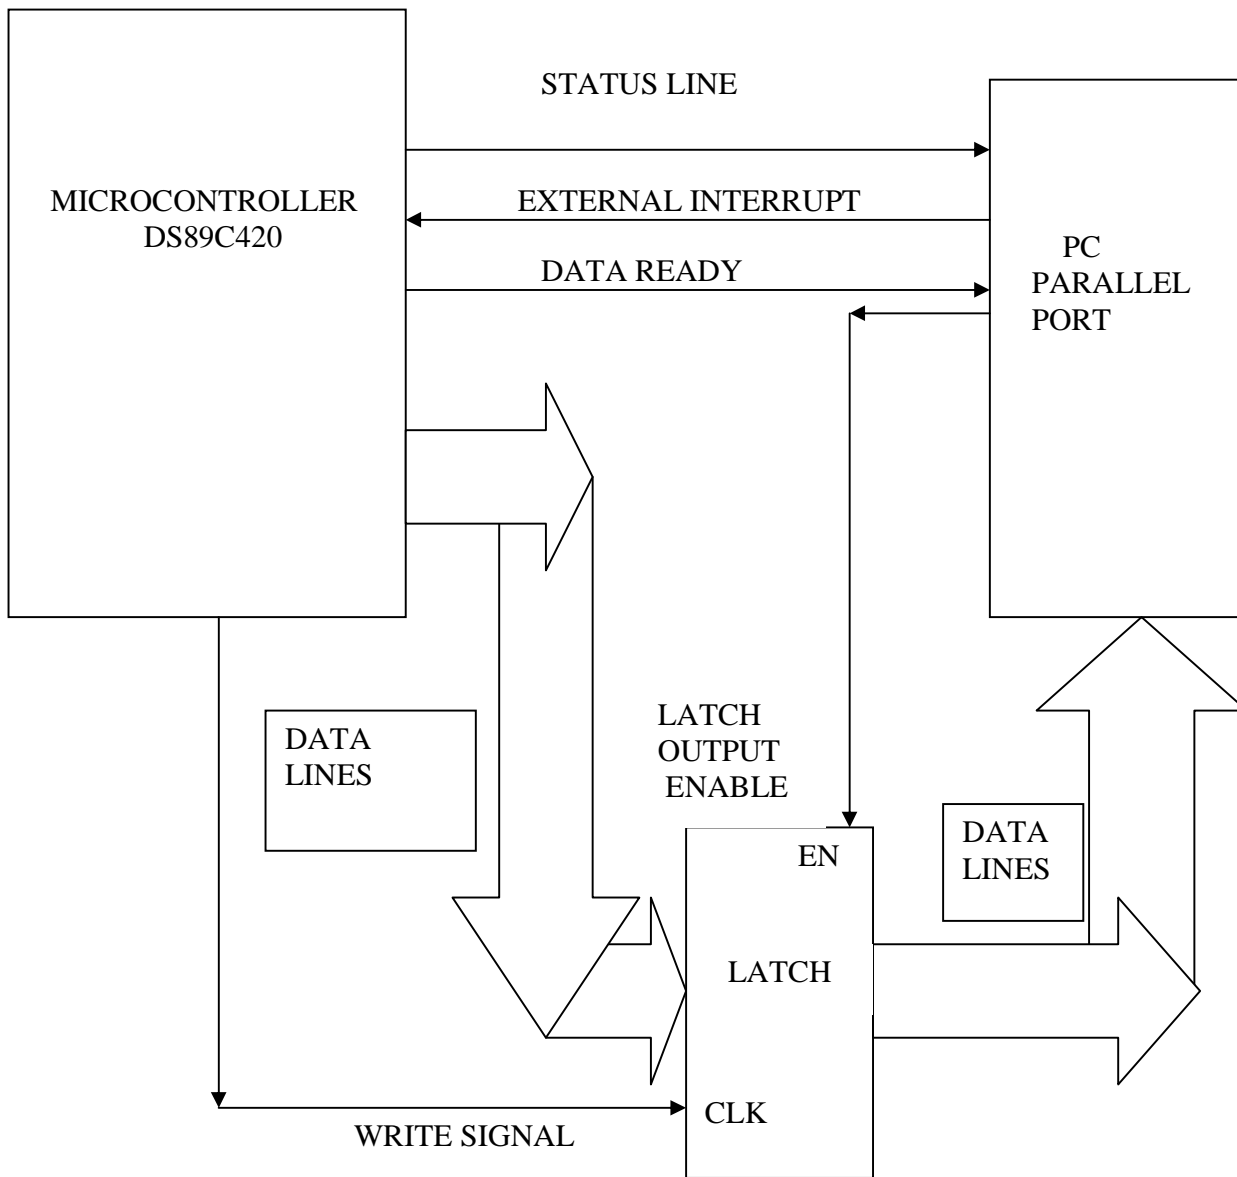 STATUS LINE
MICROCONTROLLER
DS89C420
EXTERNAL INTERRUPT
DATA READY
PC
PARALLEL
PORT
DATA
LINES
LATCH
OUTPUT
ENABLE
DATA
LINES
EN
LATCH
CLK
WRITE SIGNAL